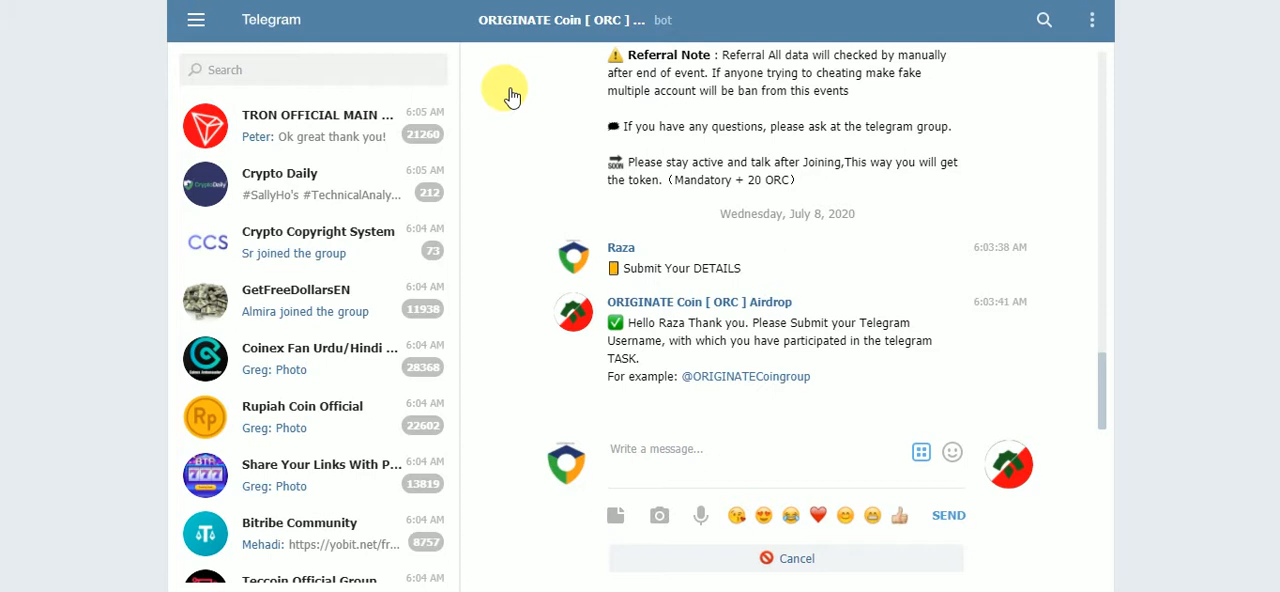 Telegram
ORIGINATE Coin [ ORC ] ... bot
Search
TRON OFFICIAL MAIN ... 6:05 AM
Peter: Ok great thank you! 21260
Crypto Daily 6:05 AM
#SallyHo's #TechnicalAnaly... 212
Crypto Copyright System 6:04 AM
Sr joined the group 73
GetFreeDollarsEN 6:04 AM
Almira joined the group 11938
Coinex Fan Urdu/Hindi ... 6:04 AM
Greg: Photo 28368
Rupiah Coin Official 6:04 AM
Greg: Photo 22602
Share Your Links With P... 6:04 AM
Greg: Photo 13819
Bitribe Community 6:04 AM
Mehadi: https://yobit.net/fr... 8757
Teccoin Official Group 6:04 AM
⚠️ Referral Note : Referral All data will checked by manually
after end of event. If anyone trying to cheating make fake
multiple account will be ban from this events
💬 If you have any questions, please ask at the telegram group.
🔜 Please stay active and talk after Joining,This way you will get
the token.（Mandatory + 20 ORC）
Wednesday, July 8, 2020
Raza 6:03:38 AM
📒 Submit Your DETAILS
ORIGINATE Coin [ ORC ] Airdrop 6:03:41 AM
✅ Hello Raza Thank you. Please Submit your Telegram
Username, with which you have participated in the telegram
TASK.
For example: @ORIGINATECoingroup
Write a message...
SEND
🚫 Cancel